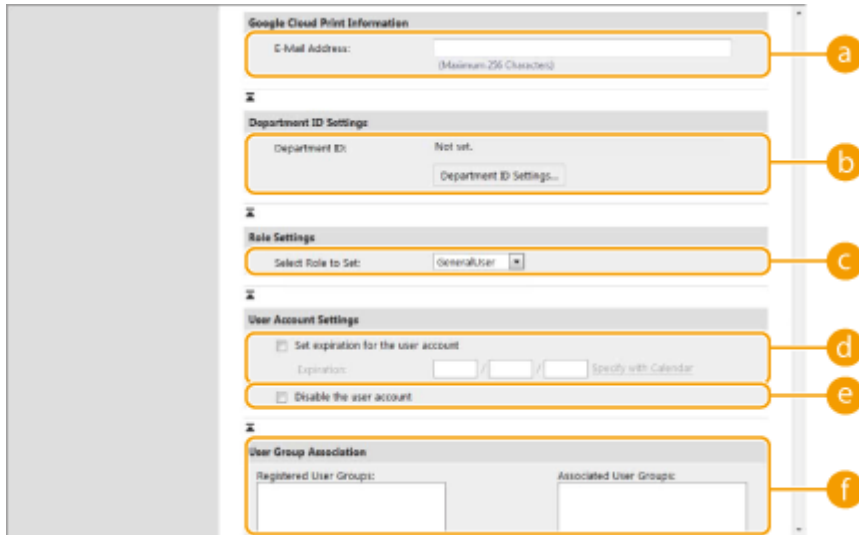 Google Cloud Print Information
E-Mail Address:
(Maximum 256 Characters)
a
Department ID Settings
Department ID: Not set.
Department ID Settings...
b
Role Settings
Select Role to Set: GeneralUser
c
User Account Settings
Set expiration for the user account
d
Expiration: / / Specify with Calendar
Disable the user account
e
User Group Association
Registered User Groups: Associated User Groups:
f